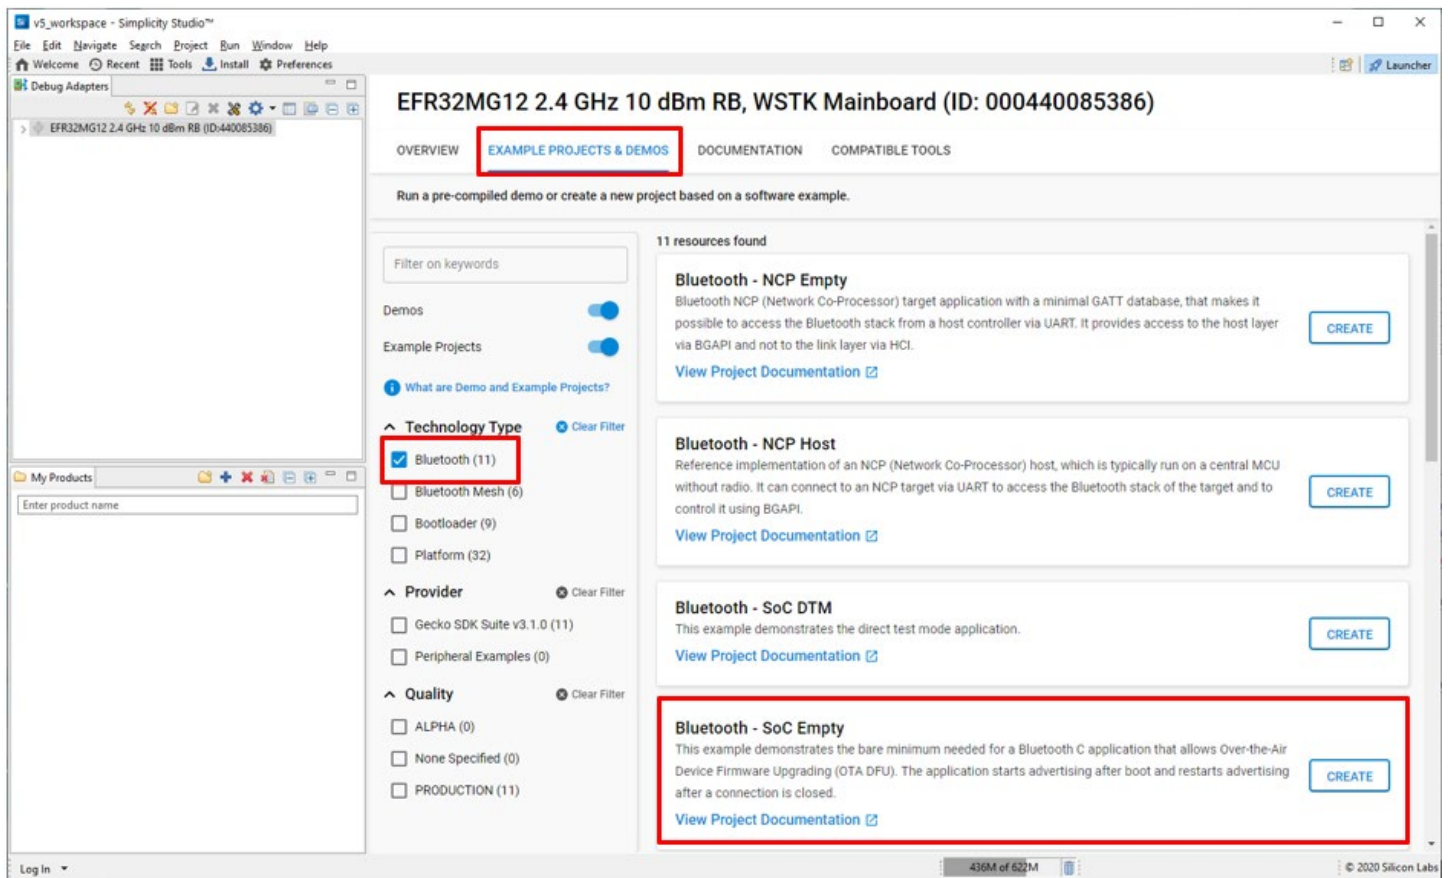 v5_workspace - Simplicity Studio™
File Edit Navigate Search Project Run Window Help
Welcome Recent Tools Install Preferences
Launcher
Debug Adapters
EFR32MG12 2.4 GHz 10 dBm RB (ID:440085386)
EFR32MG12 2.4 GHz 10 dBm RB, WSTK Mainboard (ID: 000440085386)
OVERVIEW EXAMPLE PROJECTS & DEMOS DOCUMENTATION COMPATIBLE TOOLS
Run a pre-compiled demo or create a new project based on a software example.
My Products
Enter product name
Filter on keywords
Demos
Example Projects
What are Demo and Example Projects?
Technology Type Clear Filter
Bluetooth (11)
Bluetooth Mesh (6)
Bootloader (9)
Platform (32)
Provider Clear Filter
Gecko SDK Suite v3.1.0 (11)
Peripheral Examples (0)
Quality Clear Filter
ALPHA (0)
None Specified (0)
PRODUCTION (11)
11 resources found
Bluetooth - NCP Empty
Bluetooth NCP (Network Co-Processor) target application with a minimal GATT database, that makes it
possible to access the Bluetooth stack from a host controller via UART. It provides access to the host layer
via BGAPI and not to the link layer via HCI.
View Project Documentation
CREATE
Bluetooth - NCP Host
Reference implementation of an NCP (Network Co-Processor) host, which is typically run on a central MCU
without radio. It can connect to an NCP target via UART to access the Bluetooth stack of the target and to
control it using BGAPI.
View Project Documentation
CREATE
Bluetooth - SoC DTM
This example demonstrates the direct test mode application.
View Project Documentation
CREATE
Bluetooth - SoC Empty
This example demonstrates the bare minimum needed for a Bluetooth C application that allows Over-the-Air
Device Firmware Upgrading (OTA DFU). The application starts advertising after boot and restarts advertising
after a connection is closed.
View Project Documentation
CREATE
Log In
436M of 622M
© 2020 Silicon Labs